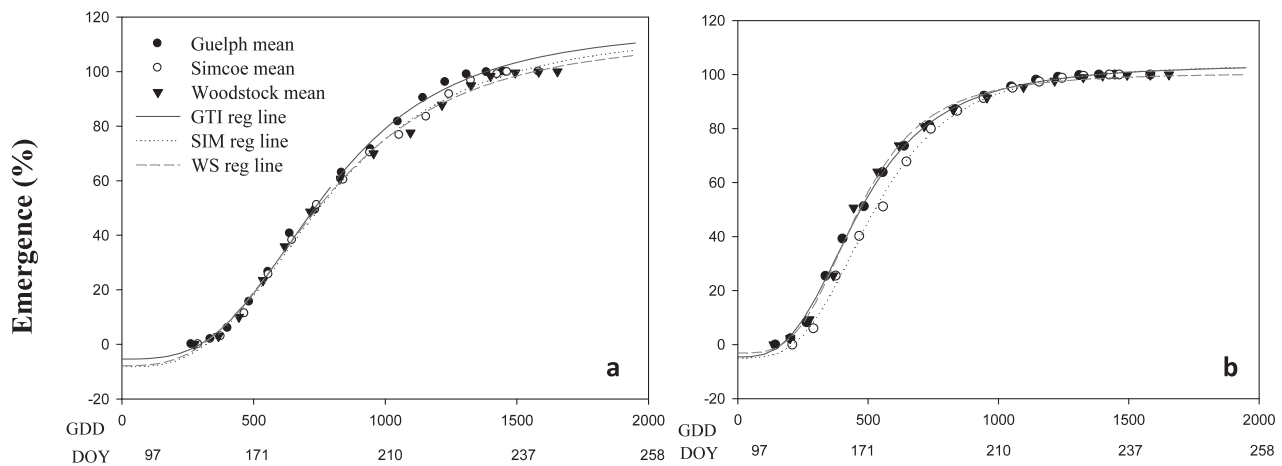 Emergence (%)
120
100
80
60
40
20
0
-20
Guelph mean
Simcoe mean
Woodstock mean
GTI reg line
SIM reg line
WS reg line
a
0 500 1000 1500 2000
GDD
DOY 97 171 210 237 258
120
100
80
60
40
20
0
-20
b
0 500 1000 1500 2000
GDD
DOY 97 171 210 237 258